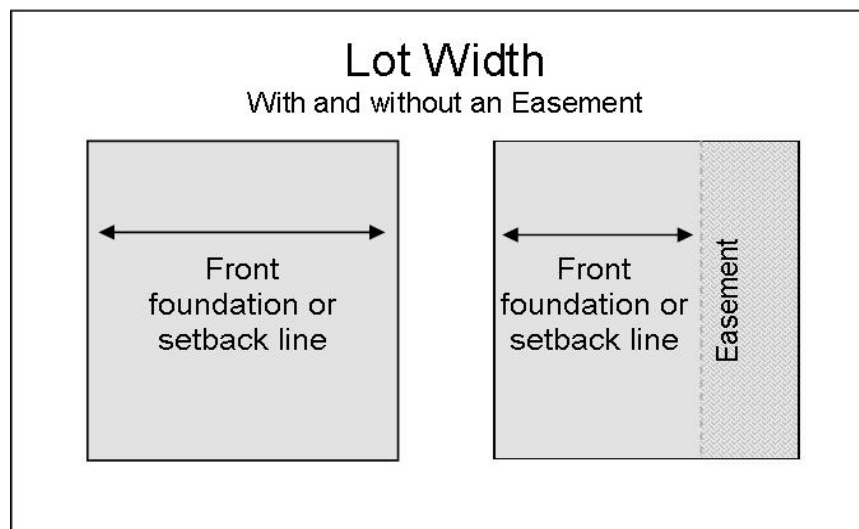 Lot Width
With and without an Easement
Front
foundation or
setback line
Front
foundation or
setback line
Easement